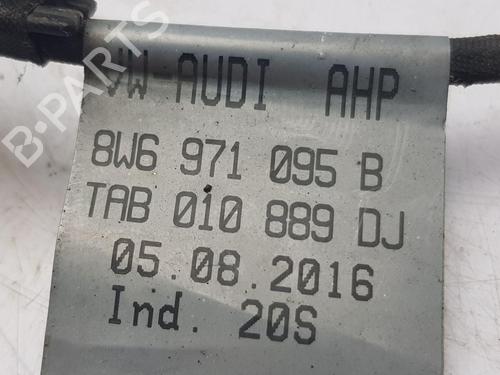 VW AUDI AHP
8W6 971 095 B
TAB 010 889 DJ
05.08.2016
Ind. 20S
B-PARTS